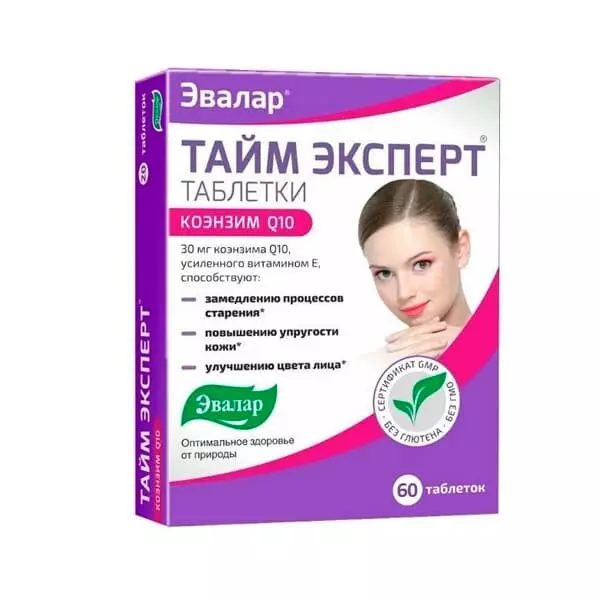 Эвалар®
ТАЙМ ЭКСПЕРТ®
ТАБЛЕТКИ
КОЭНЗИМ Q10
30 мг коэнзима Q10,
усиленного витамином Е,
способствуют:
замедлению процессов
старения*
повышению упругости
кожи*
улучшению цвета лица*
Эвалар
Оптимальное здоровье
от природы
СЕРТИФИКАТ GMP
БЕЗ ГЛЮТЕНА • БЕЗ ГМО
60 таблеток
ТАЙМ ЭКСПЕРТ®
КОЭНЗИМ Q10
Эвалар
таблеток